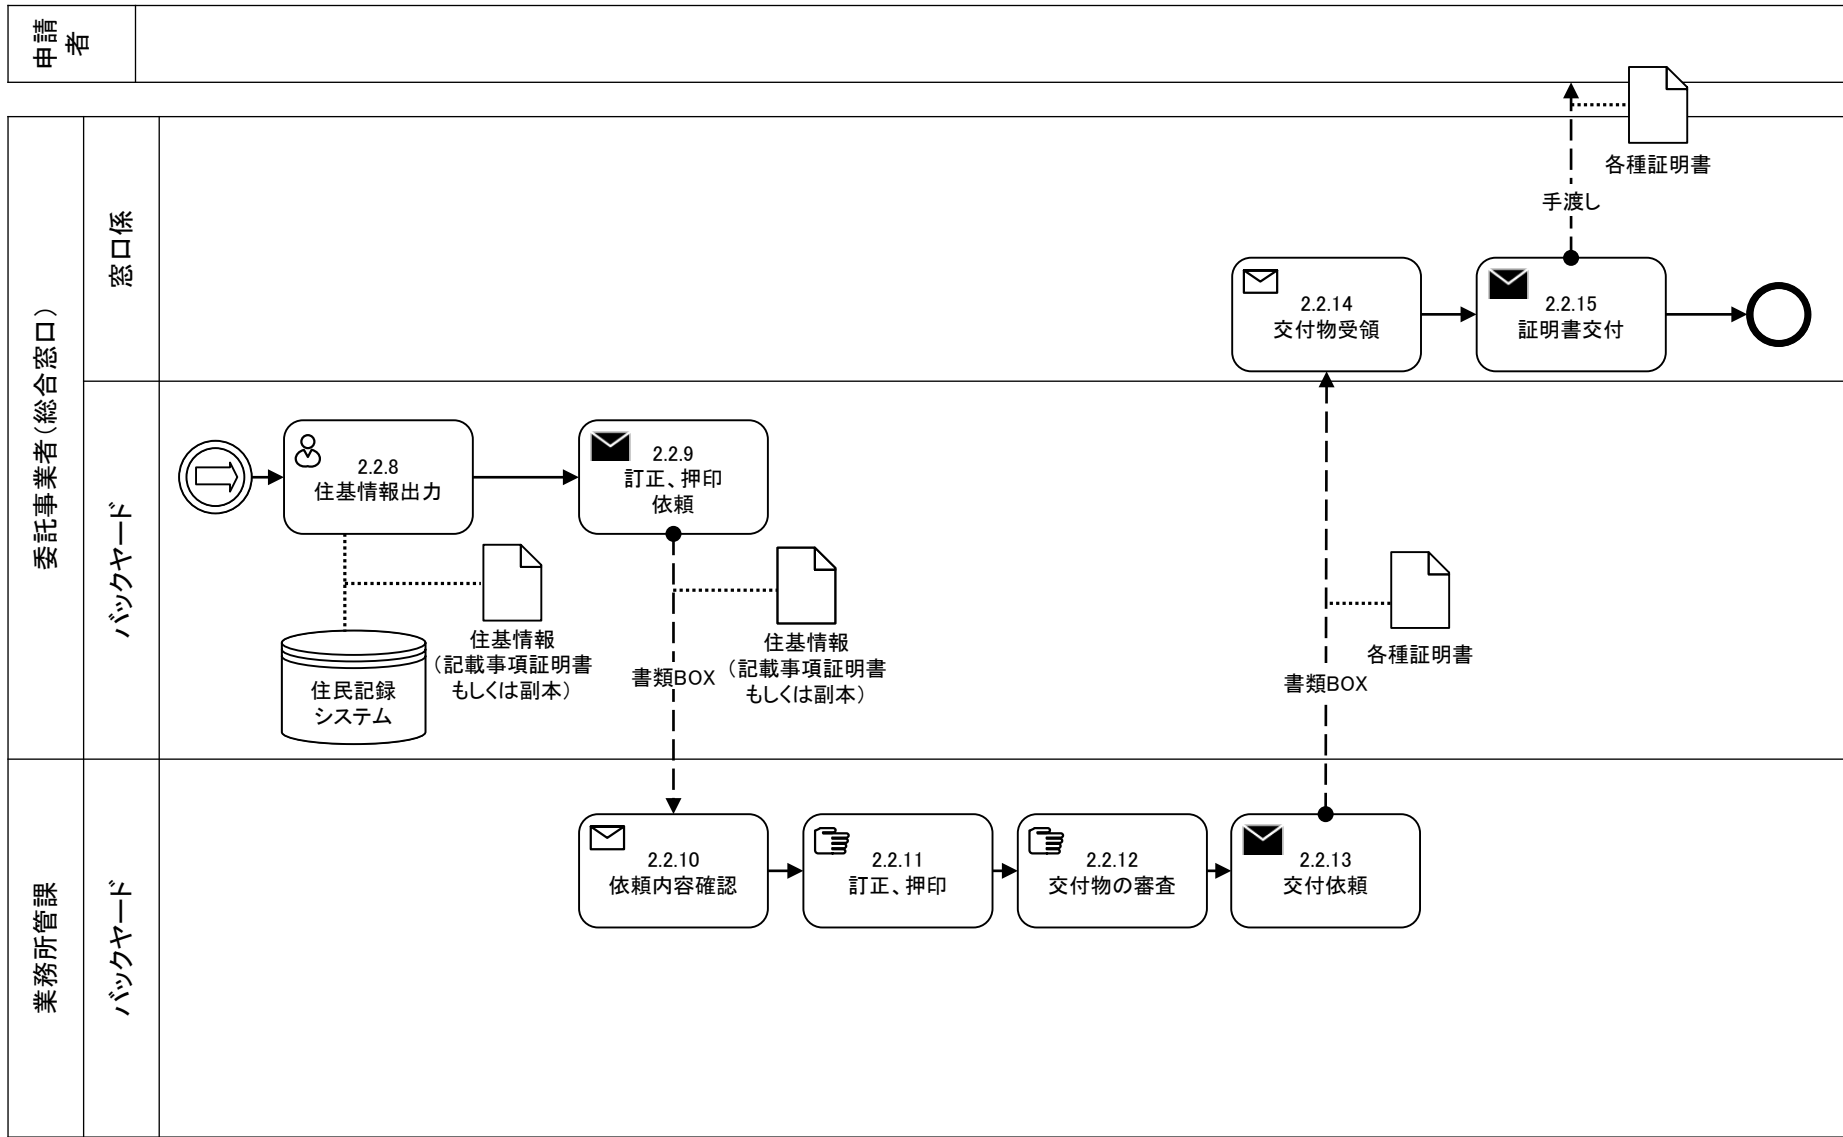 申請
者
各種証明書
手渡し
委託事業者（総合窓口）
窓口係
2.2.14
交付物受領
2.2.15
証明書交付
バックヤード
2.2.8
住基情報出力
2.2.9
訂正、押印
依頼
住基情報
（記載事項証明書
もしくは副本）
住民記録
システム
書類BOX
住基情報
（記載事項証明書
もしくは副本）
各種証明書
書類BOX
業務所管課
バックヤード
2.2.10
依頼内容確認
2.2.11
訂正、押印
2.2.12
交付物の審査
2.2.13
交付依頼